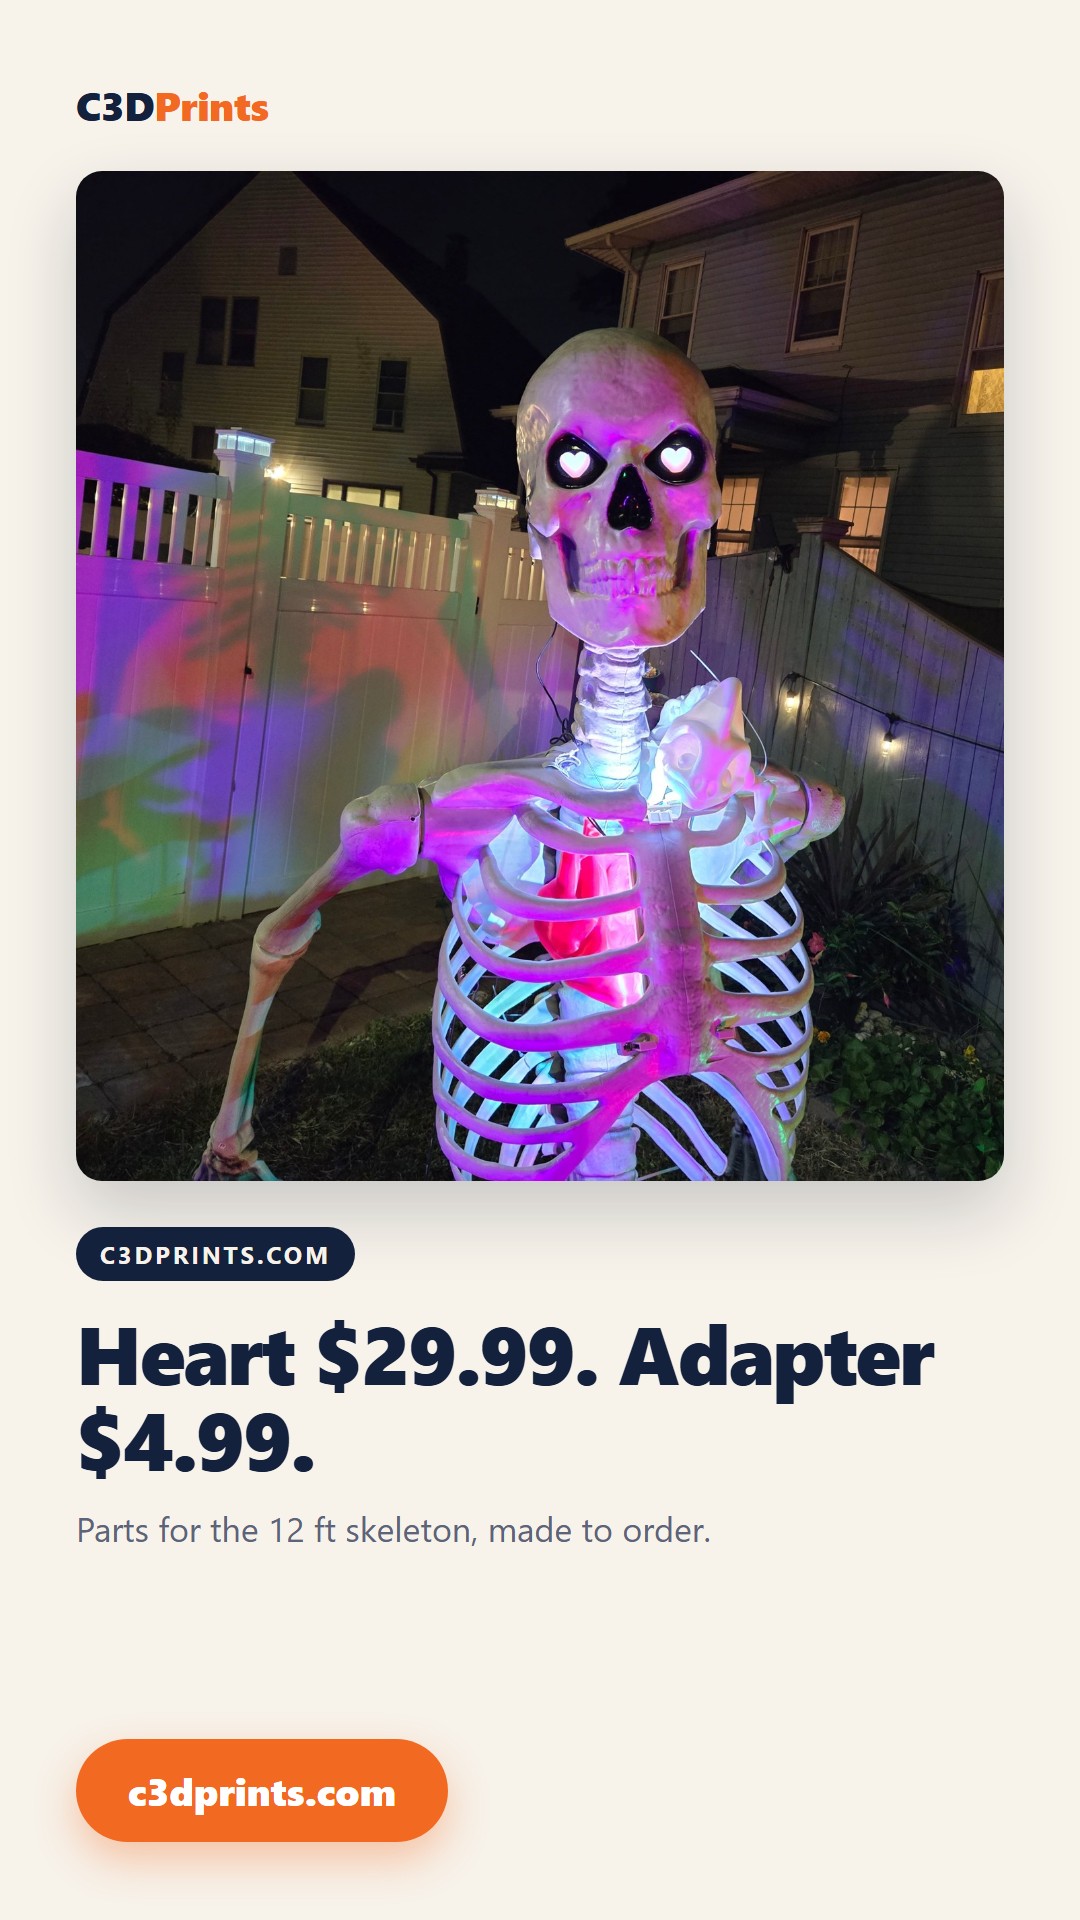 C3DPrints
C3DPRINTS.COM
Heart $29.99. Adapter
$4.99.
Parts for the 12 ft skeleton, made to order.
c3dprints.com